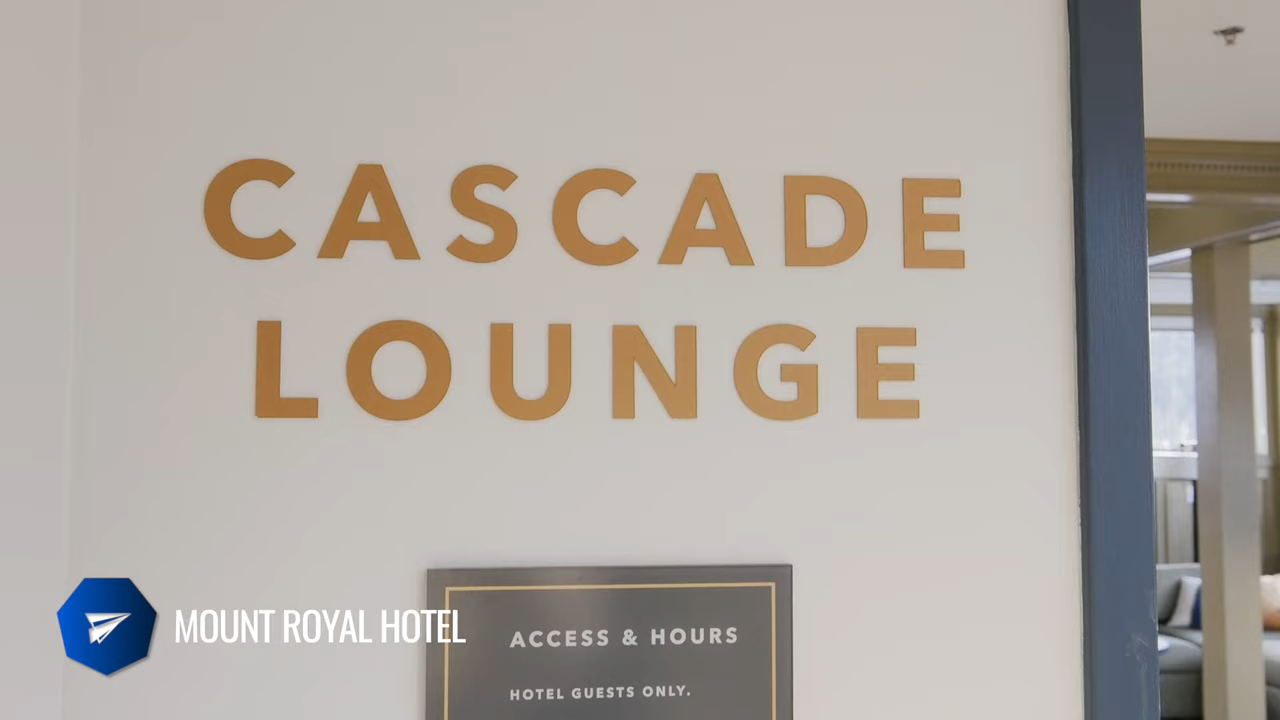 CASCADE
LOUNGE
ACCESS & HOURS
HOTEL GUESTS ONLY.
MOUNT ROYAL HOTEL